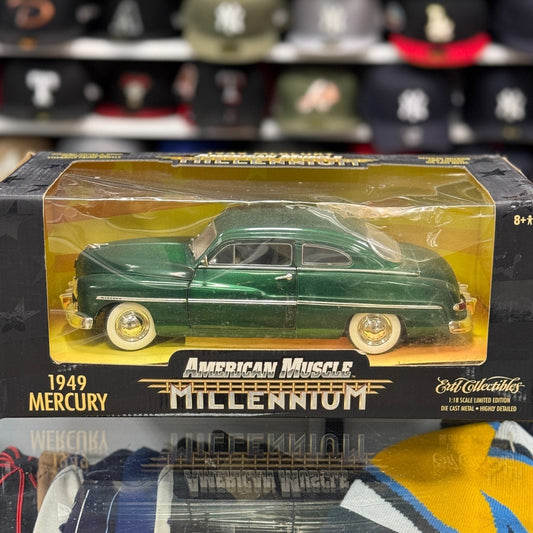 MILLENNIUM
8+
1949
MERCURY
AMERICAN MUSCLE
MILLENNIUM
Ertl Collectibles
1:18 SCALE LIMITED EDITION
DIE CAST METAL • HIGHLY DETAILED